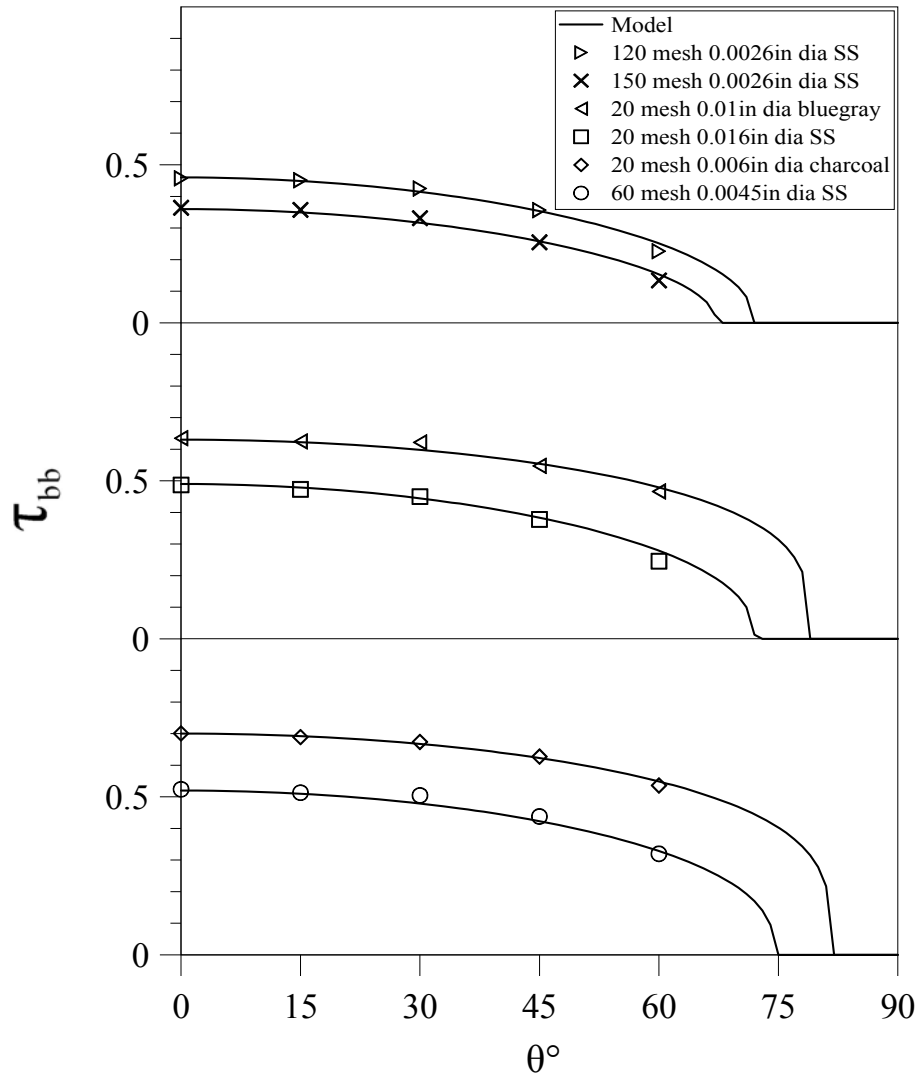 Model
120 mesh 0.0026in dia SS
150 mesh 0.0026in dia SS
20 mesh 0.01in dia bluegray
20 mesh 0.016in dia SS
20 mesh 0.006in dia charcoal
60 mesh 0.0045in dia SS
0.5
0
0.5
0
0.5
0
τbb
0 15 30 45 60 75 90
θ°